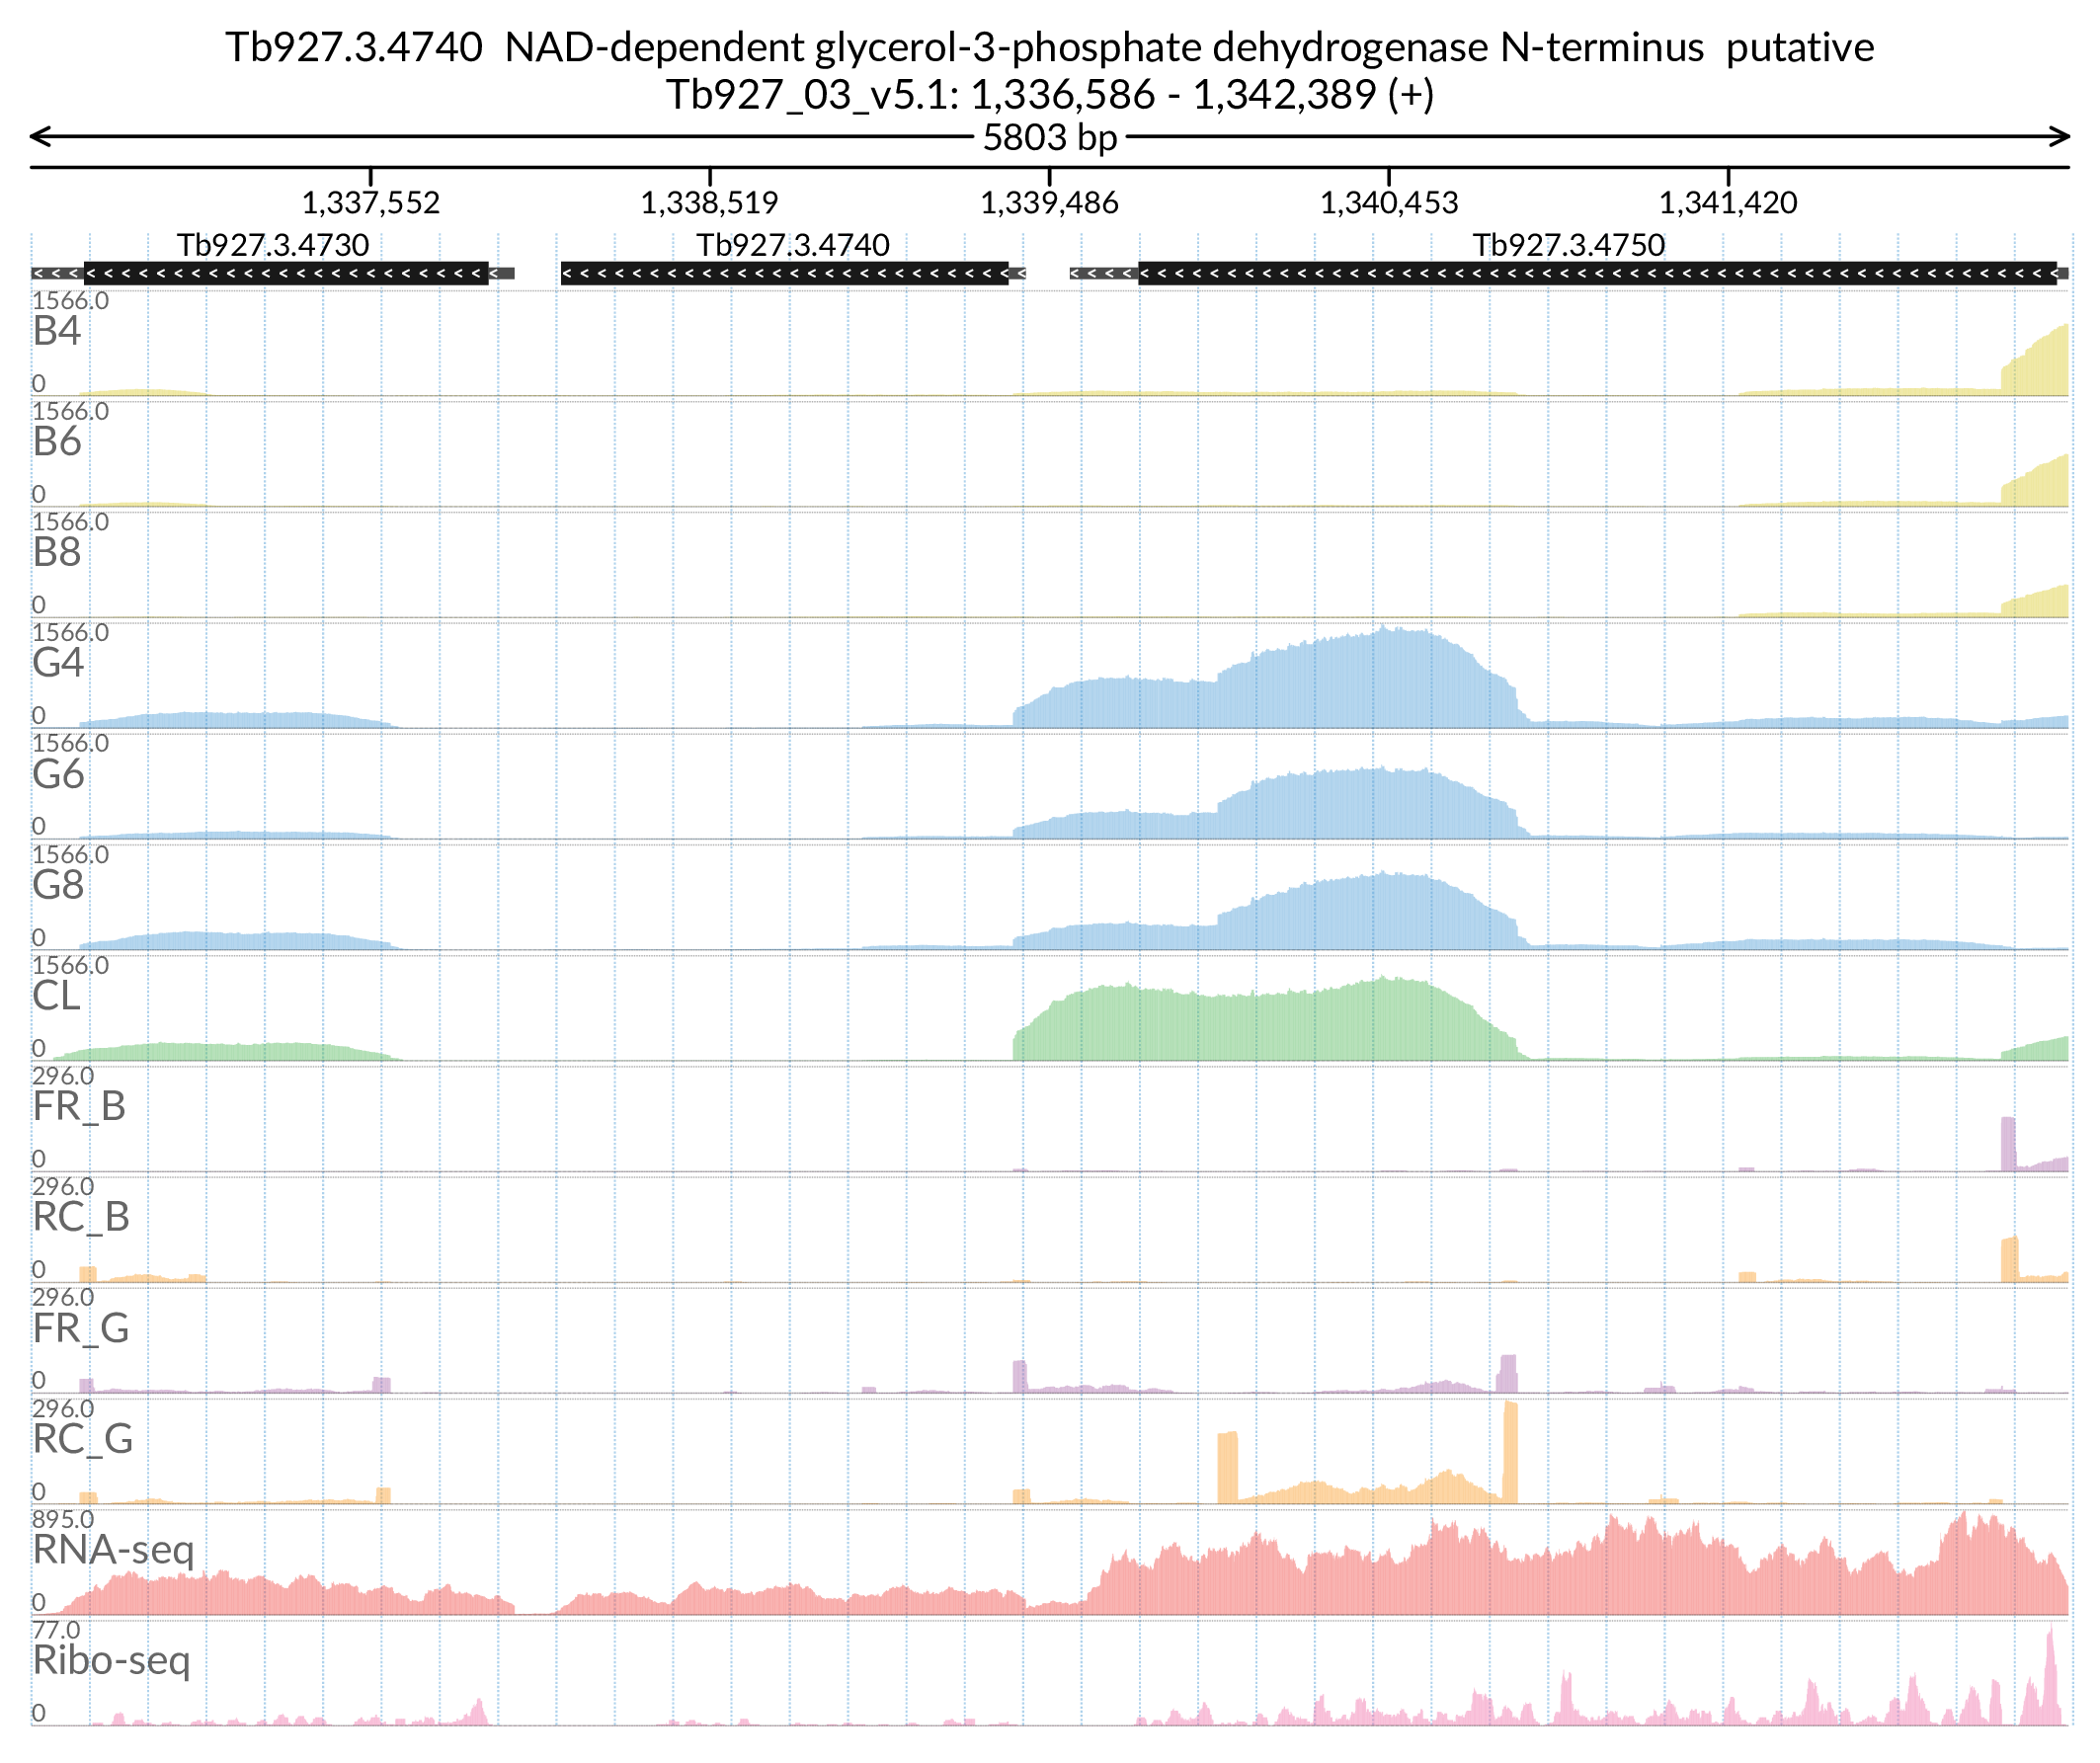 Tb927.3.4740 NAD-dependent glycerol-3-phosphate dehydrogenase N-terminus putative
Tb927_03_v5.1: 1,336,586 - 1,342,389 (+)
5803 bp
1,337,552 1,338,519 1,339,486 1,340,453 1,341,420
Tb927.3.4730 Tb927.3.4740 Tb927.3.4750
1566.0
B4
0
1566.0
B6
0
1566.0
B8
0
1566.0
G4
0
1566.0
G6
0
1566.0
G8
0
1566.0
CL
0
296.0
FR_B
0
296.0
RC_B
0
296.0
FR_G
0
296.0
RC_G
0
895.0
RNA-seq
0
77.0
Ribo-seq
0